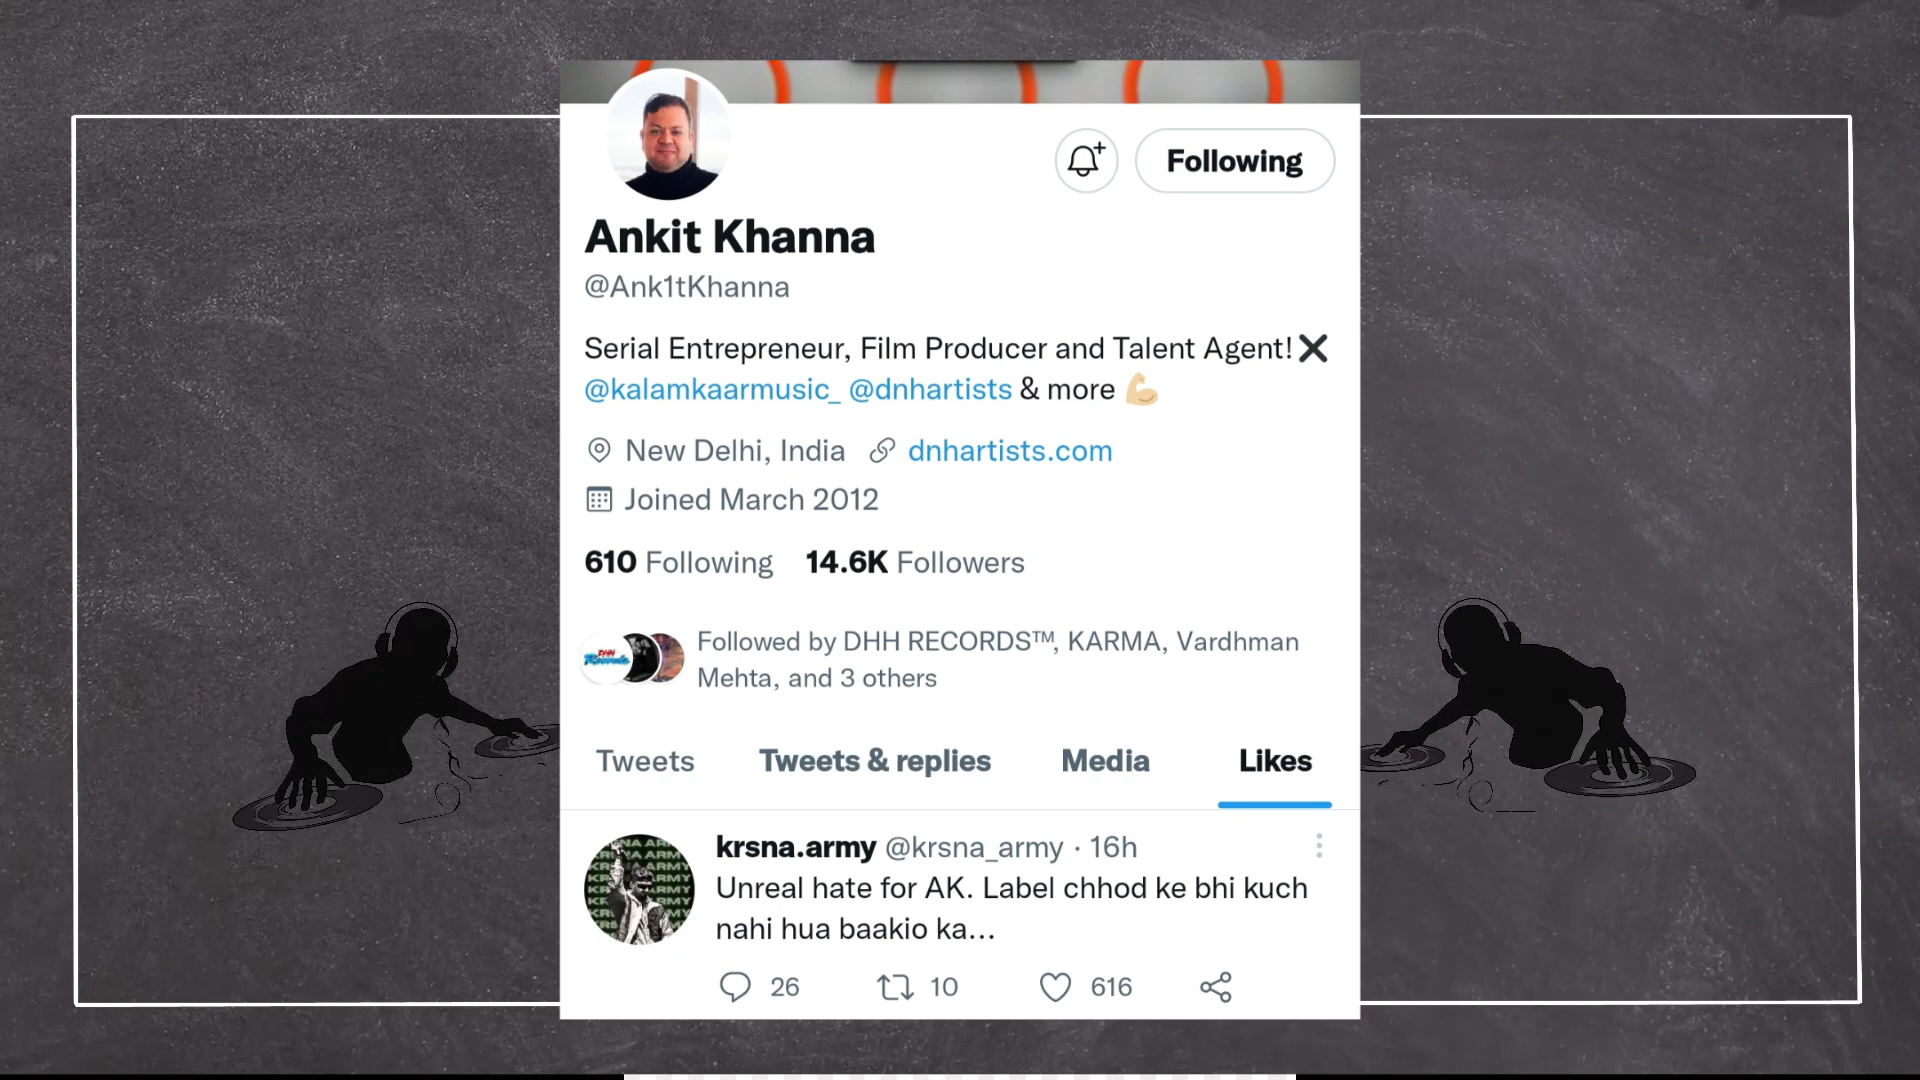 Following
Ankit Khanna
@Ank1tKhanna
Serial Entrepreneur, Film Producer and Talent Agent!❌
@kalamkaarmusic_ @dnhartists & more 💪🏼
New Delhi, India dnhartists.com
Joined March 2012
610 Following 14.6K Followers
DHH Records
Followed by DHH RECORDS™, KARMA, Vardhman
Mehta, and 3 others
Tweets Tweets & replies Media Likes
krsna.army @krsna_army · 16h
Unreal hate for AK. Label chhod ke bhi kuch
nahi hua baakio ka...
26 10 616